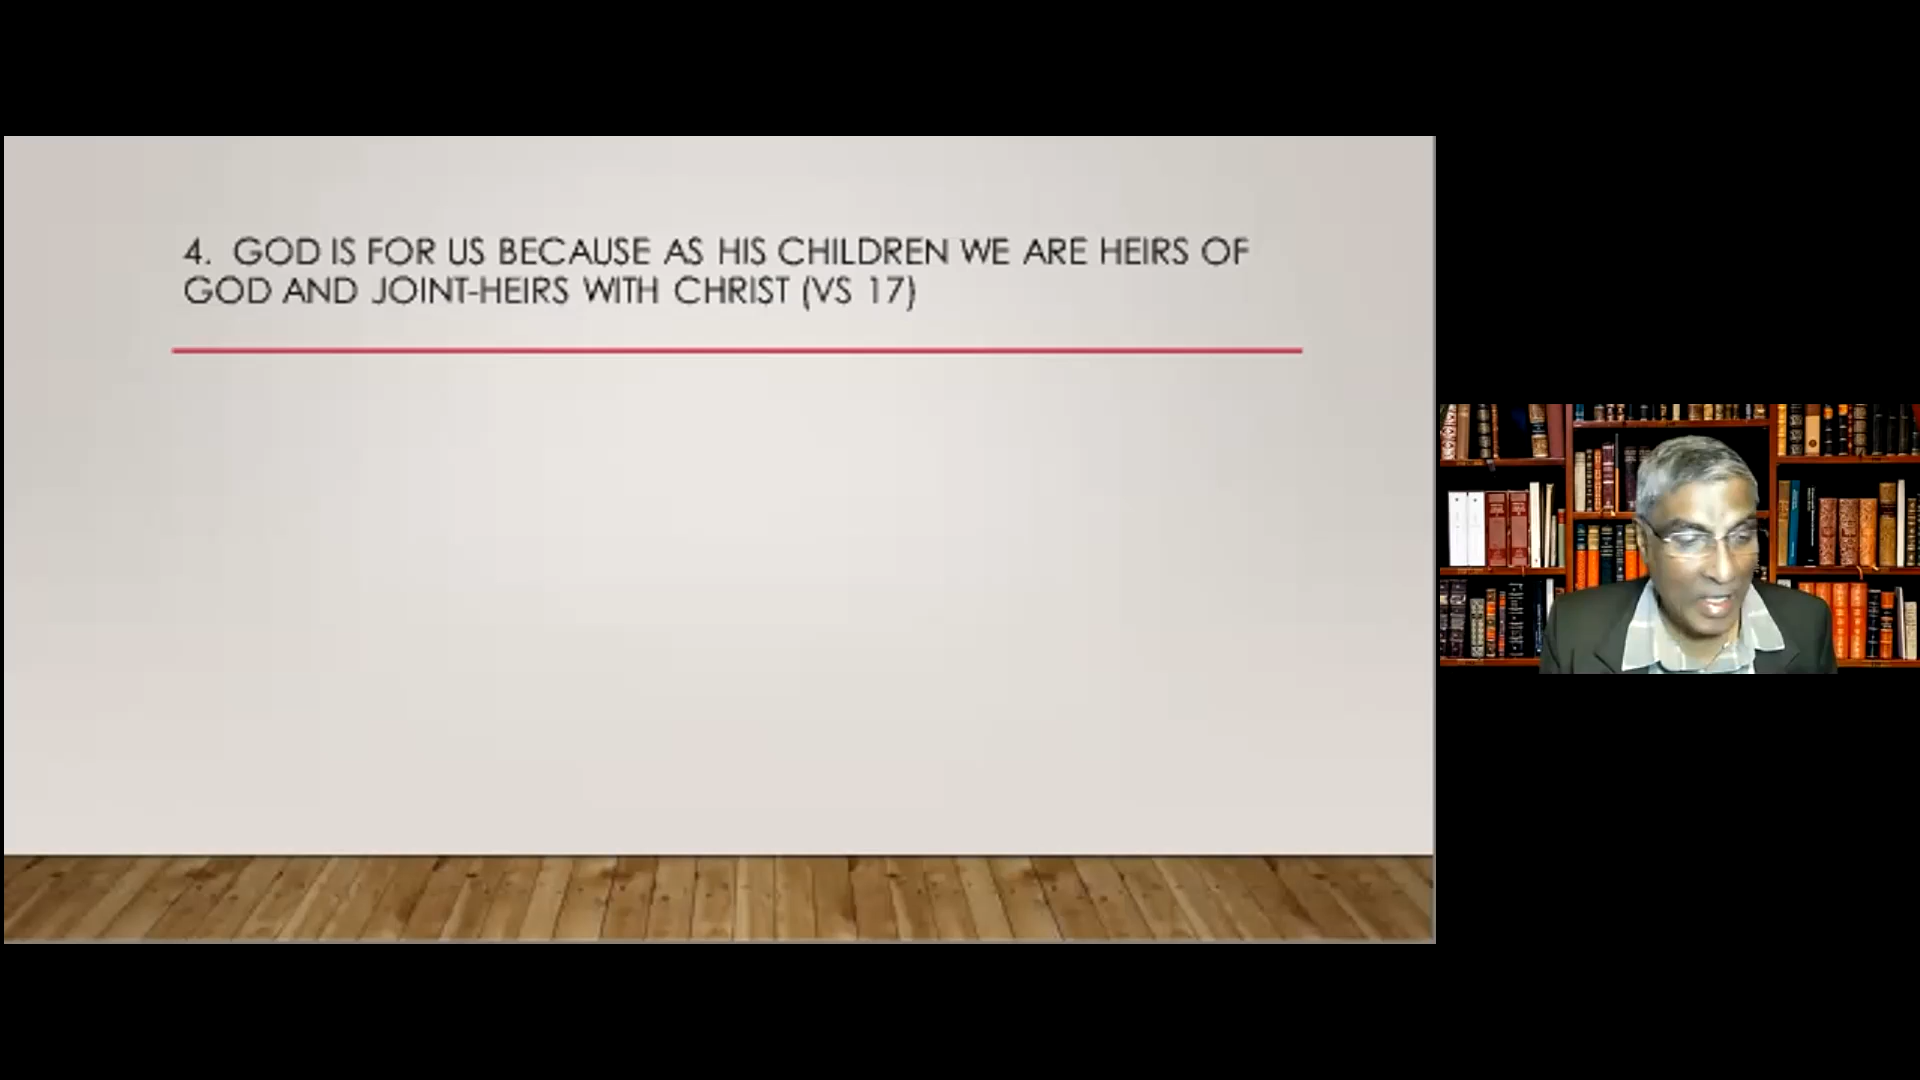 4. GOD IS FOR US BECAUSE AS HIS CHILDREN WE ARE HEIRS OF
GOD AND JOINT-HEIRS WITH CHRIST (VS 17)